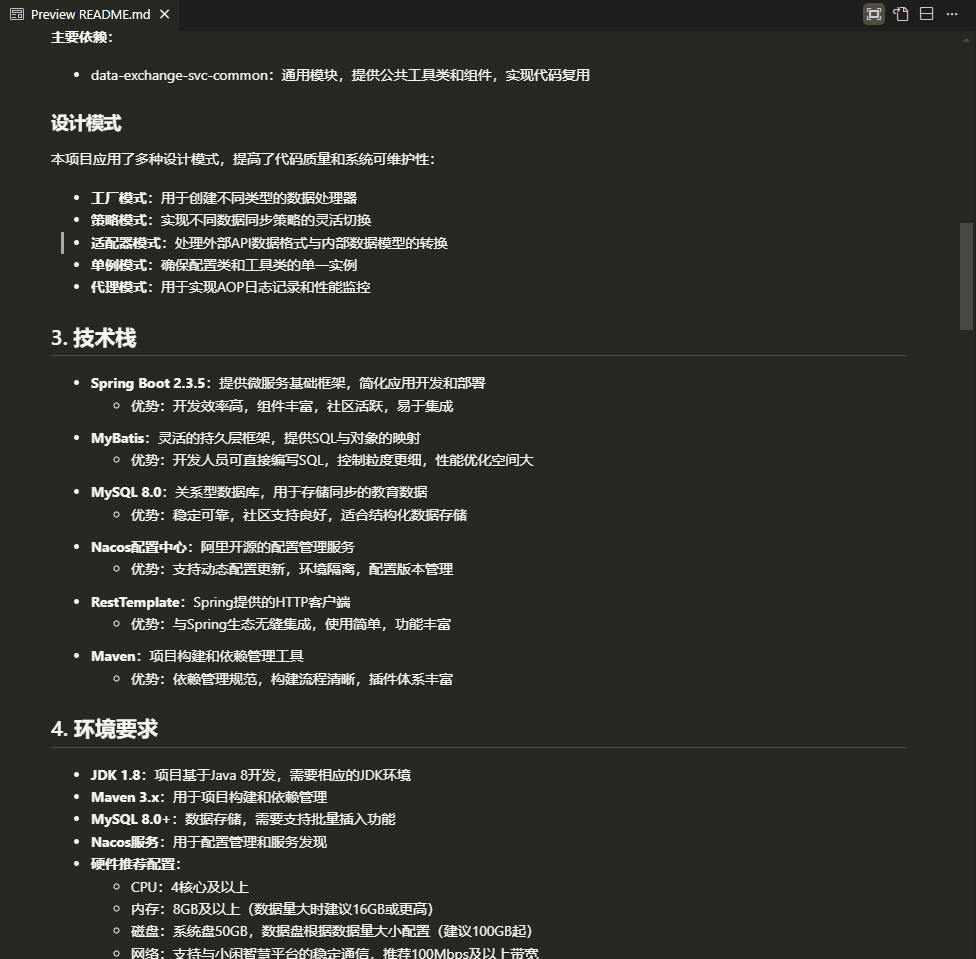 Preview README.md
主要依赖：
data-exchange-svc-common：通用模块，提供公共工具类和组件，实现代码复用
设计模式
本项目应用了多种设计模式，提高了代码质量和系统可维护性：
工厂模式：用于创建不同类型的数据处理器
策略模式：实现不同数据同步策略的灵活切换
适配器模式：处理外部API数据格式与内部数据模型的转换
单例模式：确保配置类和工具类的单一实例
代理模式：用于实现AOP日志记录和性能监控
3. 技术栈
Spring Boot 2.3.5：提供微服务基础框架，简化应用开发和部署
优势：开发效率高，组件丰富，社区活跃，易于集成
MyBatis：灵活的持久层框架，提供SQL与对象的映射
优势：开发人员可直接编写SQL，控制粒度更细，性能优化空间大
MySQL 8.0：关系型数据库，用于存储同步的教育数据
优势：稳定可靠，社区支持良好，适合结构化数据存储
Nacos配置中心：阿里开源的配置管理服务
优势：支持动态配置更新，环境隔离，配置版本管理
RestTemplate：Spring提供的HTTP客户端
优势：与Spring生态无缝集成，使用简单，功能丰富
Maven：项目构建和依赖管理工具
优势：依赖管理规范，构建流程清晰，插件体系丰富
4. 环境要求
JDK 1.8：项目基于Java 8开发，需要相应的JDK环境
Maven 3.x：用于项目构建和依赖管理
MySQL 8.0+：数据存储，需要支持批量插入功能
Nacos服务：用于配置管理和服务发现
硬件推荐配置：
CPU：4核心及以上
内存：8GB及以上（数据量大时建议16GB或更高）
磁盘：系统盘50GB，数据盘根据数据量大小配置（建议100GB起）
网络：支持与小闲智慧平台的稳定通信，推荐100Mbps及以上带宽